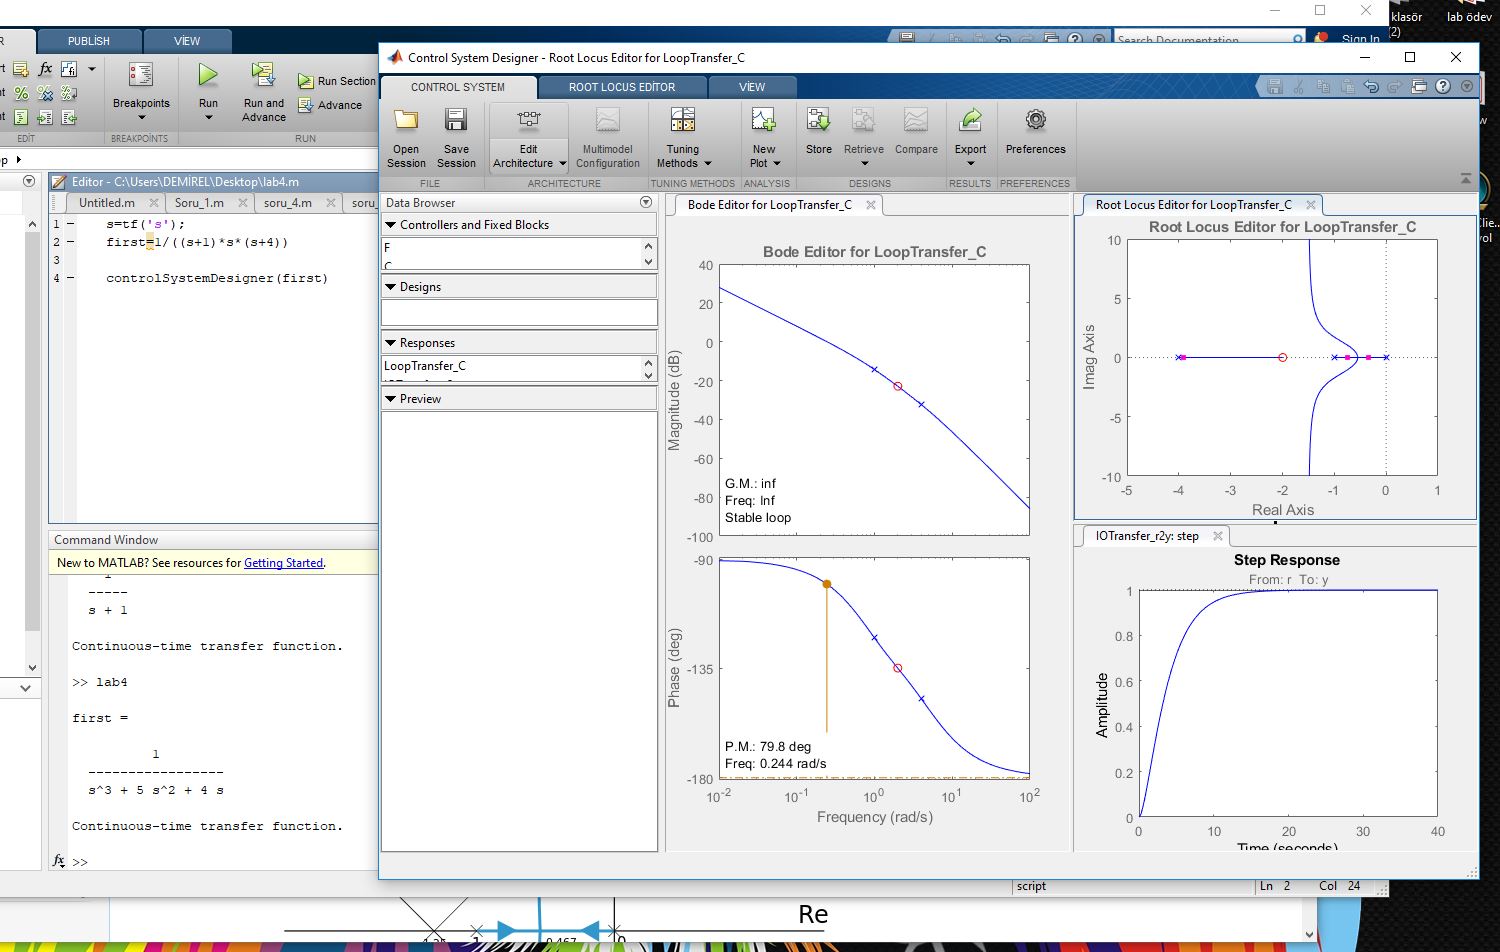 klasör
(2)
lab ödev
PUBLISH
VIEW
Search Documentation
Sign In
Control System Designer - Root Locus Editor for LoopTransfer_C
CONTROL SYSTEM
ROOT LOCUS EDİTOR
VIEW
fx
Breakpoints
Run
Run and
Advance
Run Section
Advance
EDİT
BREAKPOINTS
RUN
Open
Session
Save
Session
Edit
Architecture
Multimodel
Configuration
Tuning
Methods
New
Plot
Store
Retrieve
Compare
Export
Preferences
FILE
ARCHITECTURE
TUNING METHODS
ANALYSIS
DESIGNS
RESULTS
PREFERENCES
Editor - C:\Users\DEMİREL\Desktop\lab4.m
Untitled.m
Soru_1.m
soru_4.m
soru_
1 – s=tf('s');
2 – first=1/((s+1)*s*(s+4))
3
4 – controlSystemDesigner(first)
Command Window
New to MATLAB? See resources for Getting Started.
1
-----
s + 1
Continuous-time transfer function.
>> lab4
first =
1
-----------------
s^3 + 5 s^2 + 4 s
Continuous-time transfer function.
fx >>
Data Browser
Controllers and Fixed Blocks
F
C
Designs
Responses
LoopTransfer_C
Preview
Bode Editor for LoopTransfer_C
Bode Editor for LoopTransfer_C
Magnitude (dB)
40
20
0
-20
-40
-60
-80
-100
G.M.: inf
Freq: Inf
Stable loop
Phase (deg)
-90
-135
-180
P.M.: 79.8 deg
Freq: 0.244 rad/s
10^-2 10^-1 10^0 10^1 10^2
Frequency (rad/s)
Root Locus Editor for LoopTransfer_C
Root Locus Editor for LoopTransfer_C
Imag Axis
10
5
0
-5
-10
-5 -4 -3 -2 -1 0 1
Real Axis
IOTransfer_r2y: step
Step Response
From: r To: y
Amplitude
1
0.8
0.6
0.4
0.2
0
0 10 20 30 40
Time (seconds)
script
Ln 2 Col 24
Re